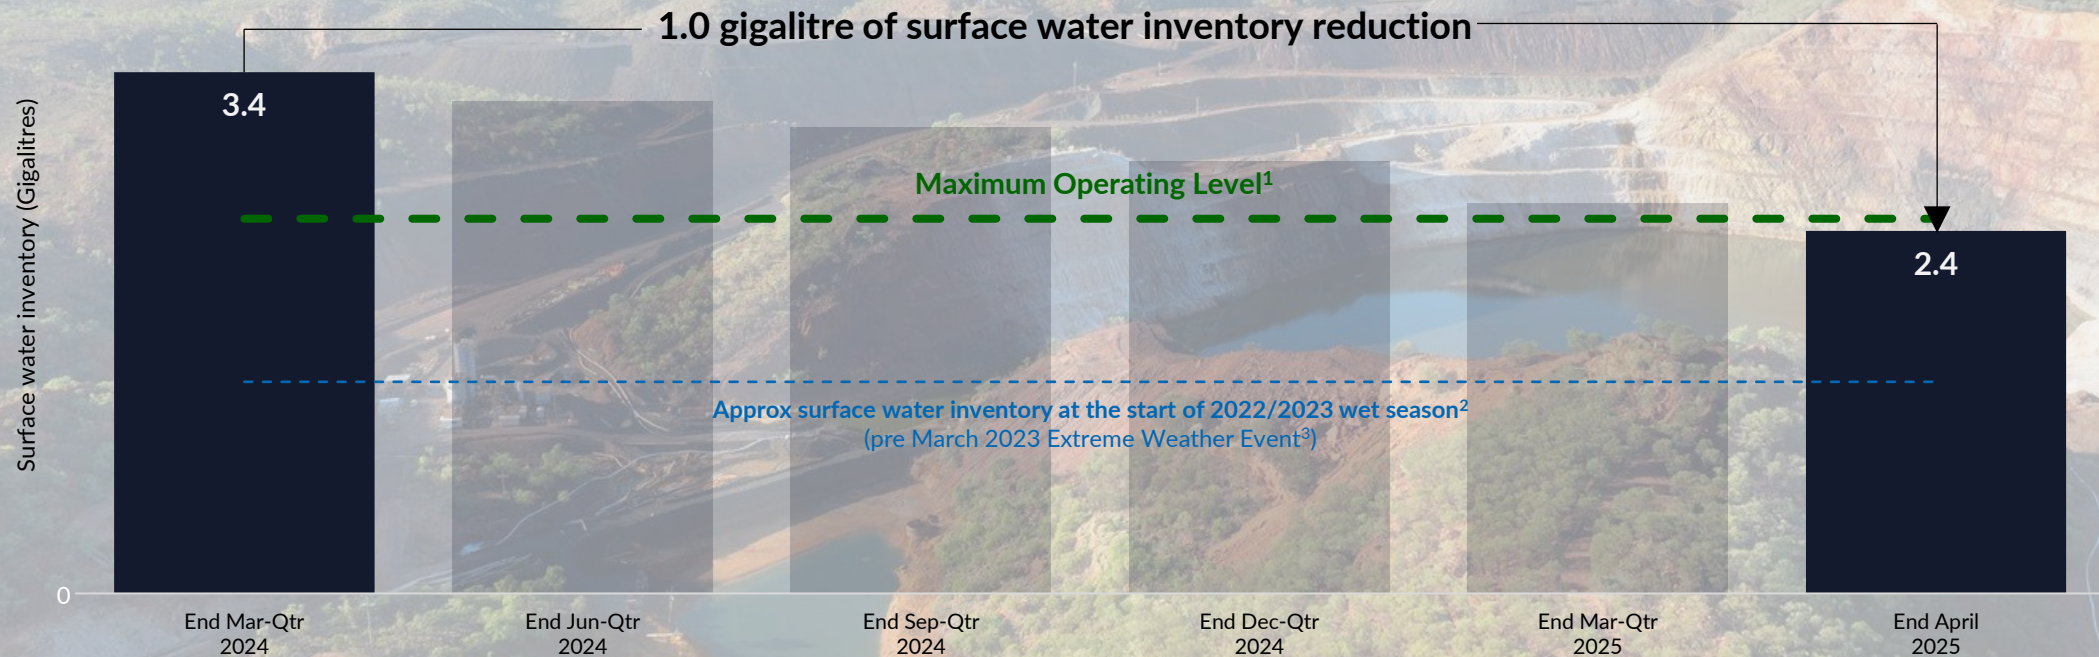 1.0 gigalitre of surface water inventory reduction
Surface water inventory (Gigalitres)
3.4
Maximum Operating Level¹
2.4
Approx surface water inventory at the start of 2022/2023 wet season²
(pre March 2023 Extreme Weather Event³)
0
End Mar-Qtr
2024
End Jun-Qtr
2024
End Sep-Qtr
2024
End Dec-Qtr
2024
End Mar-Qtr
2025
End April
2025